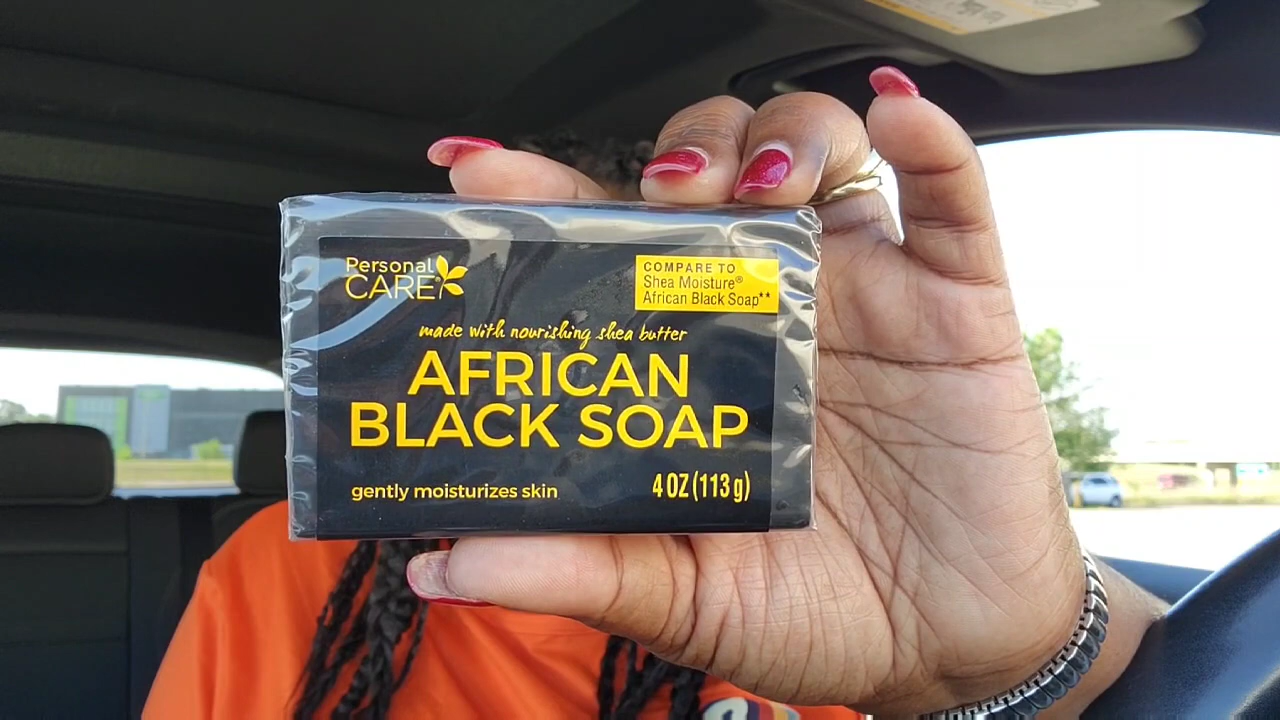 Personal
CARE
COMPARE TO
Shea Moisture®
African Black Soap**
made with nourishing shea butter
AFRICAN
BLACK SOAP
gently moisturizes skin
4 OZ (113 g)